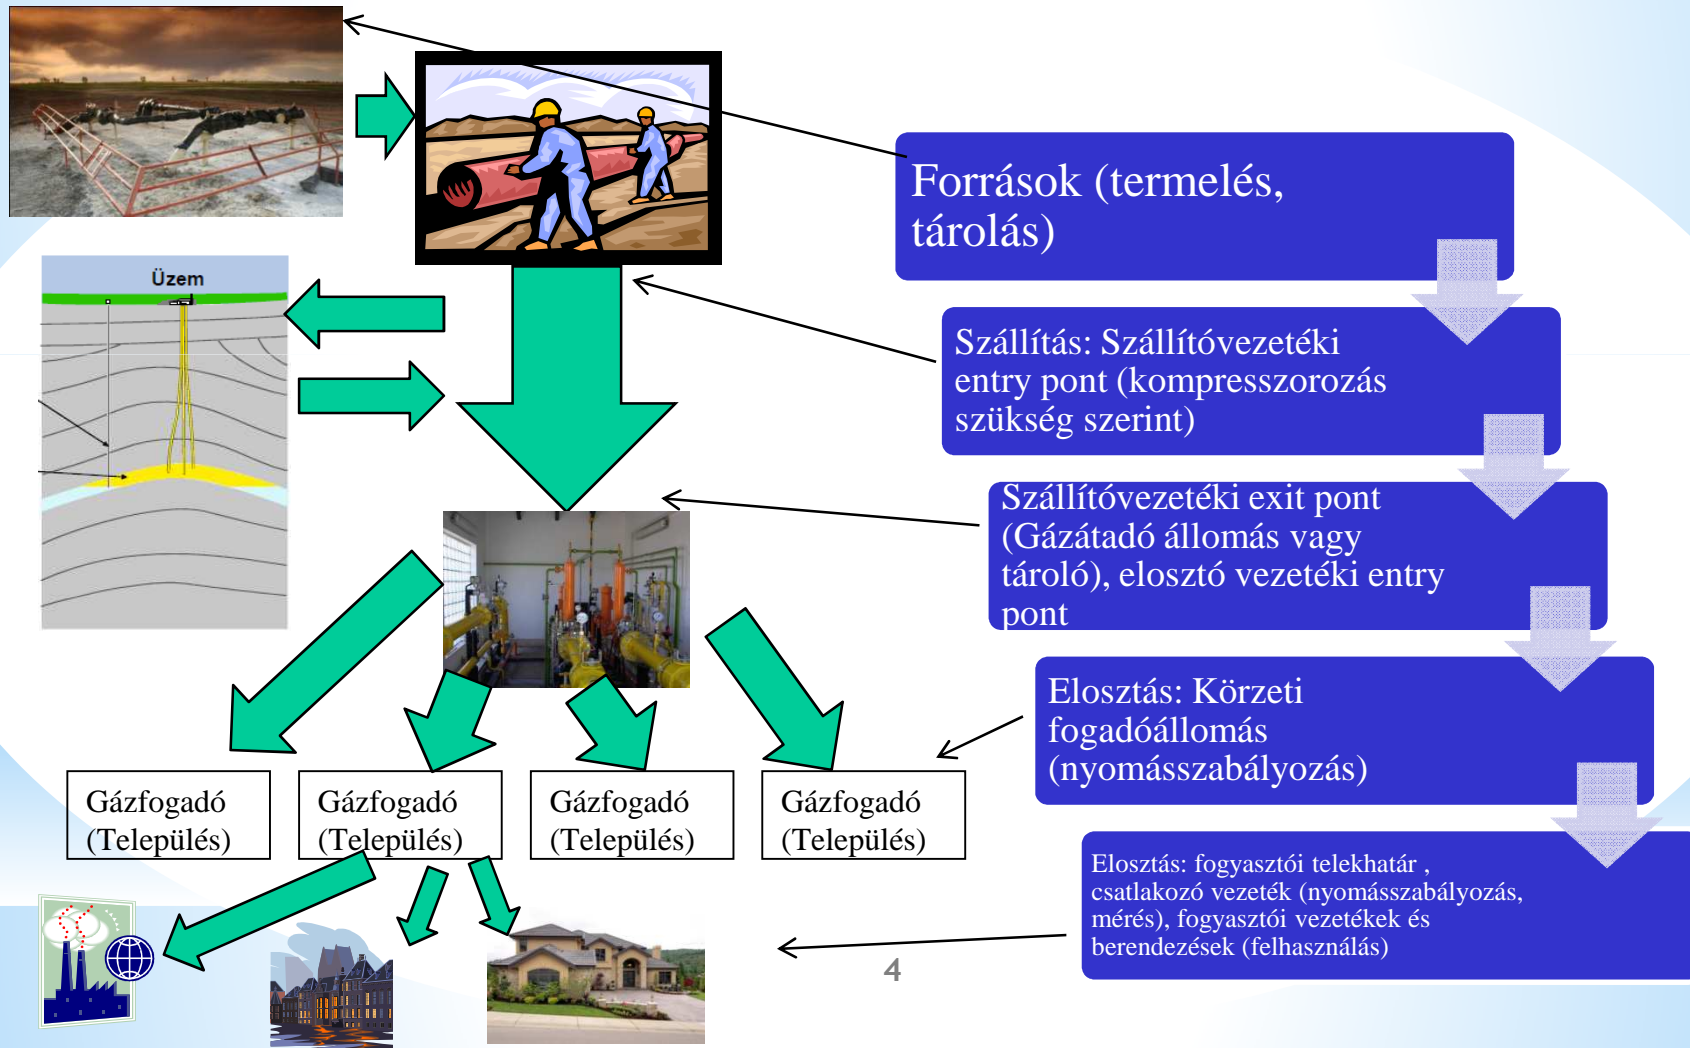 Üzem
Források (termelés,
tárolás)
Szállítás: Szállítóvezetéki
entry pont (kompresszorozás
szükség szerint)
Szállítóvezetéki exit pont
(Gázátadó állomás vagy
tároló), elosztó vezetéki entry
pont
Elosztás: Körzeti
fogadóállomás
(nyomásszabályozás)
Elosztás: fogyasztói telekhatár ,
csatlakozó vezeték (nyomásszabályozás,
mérés), fogyasztói vezetékek és
berendezések (felhasználás)
Gázfogadó
(Település)
Gázfogadó
(Település)
Gázfogadó
(Település)
Gázfogadó
(Település)
4